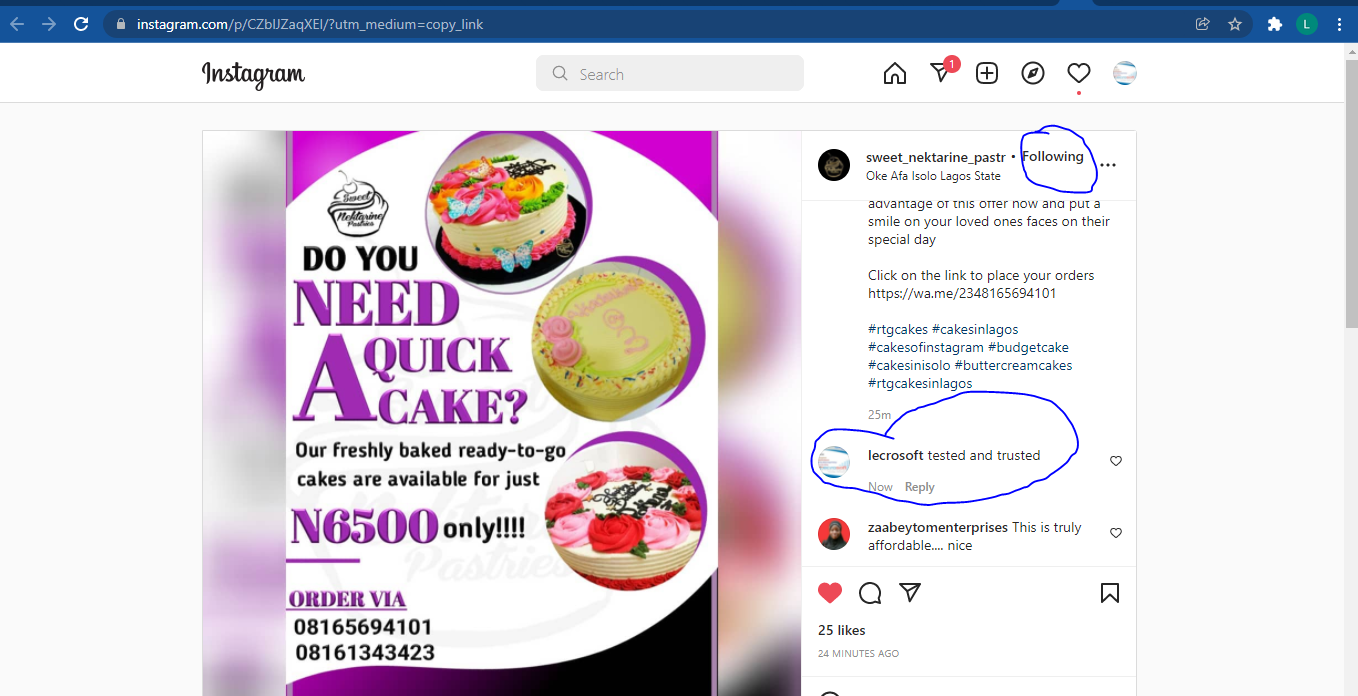 instagram.com/p/CZbIJZaqXEI/?utm_medium=copy_link
L
Instagram
Search
1
sweet_nektarine_pastr • Following
Oke Afa Isolo Lagos State
advantage of this offer now and put a
smile on your loved ones faces on their
special day
Click on the link to place your orders
https://wa.me/2348165694101
#rtgcakes #cakesinlagos
#cakesofinstagram #budgetcake
#cakesinisolo #buttercreamcakes
#rtgcakesinlagos
25m
lecrosoft tested and trusted
Now Reply
zaabeytomenterprises This is truly
affordable.... nice
25 likes
24 MINUTES AGO
Sweet
Nektarine
Pastries
DO YOU
NEED
A QUICK
CAKE?
Our freshly baked ready-to-go
cakes are available for just
N6500 only!!!!
ORDER VIA
08165694101
08161343423